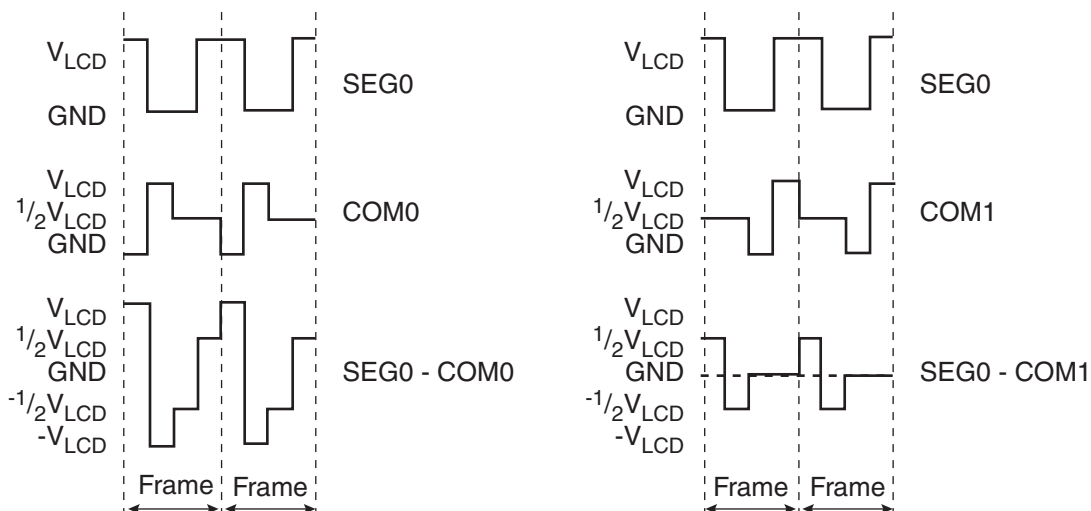 V_LCD
GND
SEG0
V_LCD
1/2V_LCD
GND
COM0
V_LCD
1/2V_LCD
GND
-1/2V_LCD
-V_LCD
SEG0 - COM0
Frame
Frame
V_LCD
GND
SEG0
V_LCD
1/2V_LCD
GND
COM1
V_LCD
1/2V_LCD
GND
-1/2V_LCD
-V_LCD
SEG0 - COM1
Frame
Frame